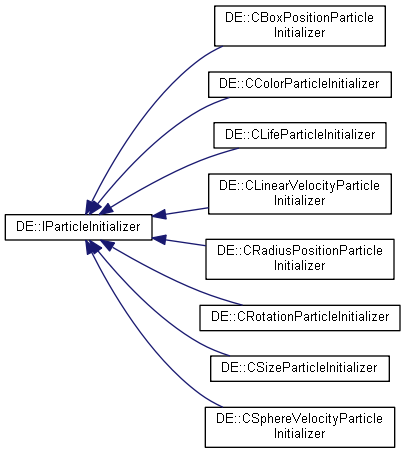 DE::CBoxPositionParticle
Initializer
DE::CColorParticleInitializer
DE::CLifeParticleInitializer
DE::CLinearVelocityParticle
Initializer
DE::IParticleInitializer
DE::CRadiusPositionParticle
Initializer
DE::CRotationParticleInitializer
DE::CSizeParticleInitializer
DE::CSphereVelocityParticle
Initializer